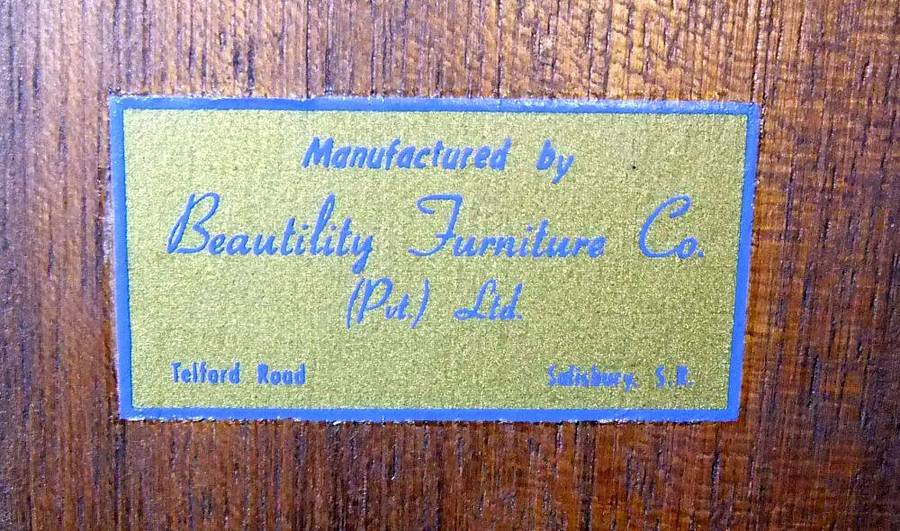 Manufactured by
Beautility Furniture Co.
(Pvt.) Ltd.
Telford Road Salisbury, S.R.